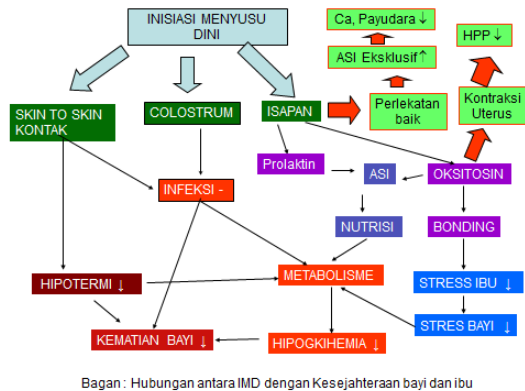 INISIASI MENYUSU
DINI
Ca, Payudara ↓
HPP ↓
ASI Eksklusif ↑
SKIN TO SKIN
KONTAK
COLOSTRUM
ISAPAN
Perlekatan
baik
Kontraksi
Uterus
Prolaktin
ASI
OKSITOSIN
INFEKSI -
NUTRISI
BONDING
HIPOTERMI ↓
METABOLISME
STRESS IBU ↓
KEMATIAN BAYI ↓
HIPOGKIHEMIA ↓
STRES BAYI ↓
Bagan : Hubungan antara IMD dengan Kesejahteraan bayi dan ibu